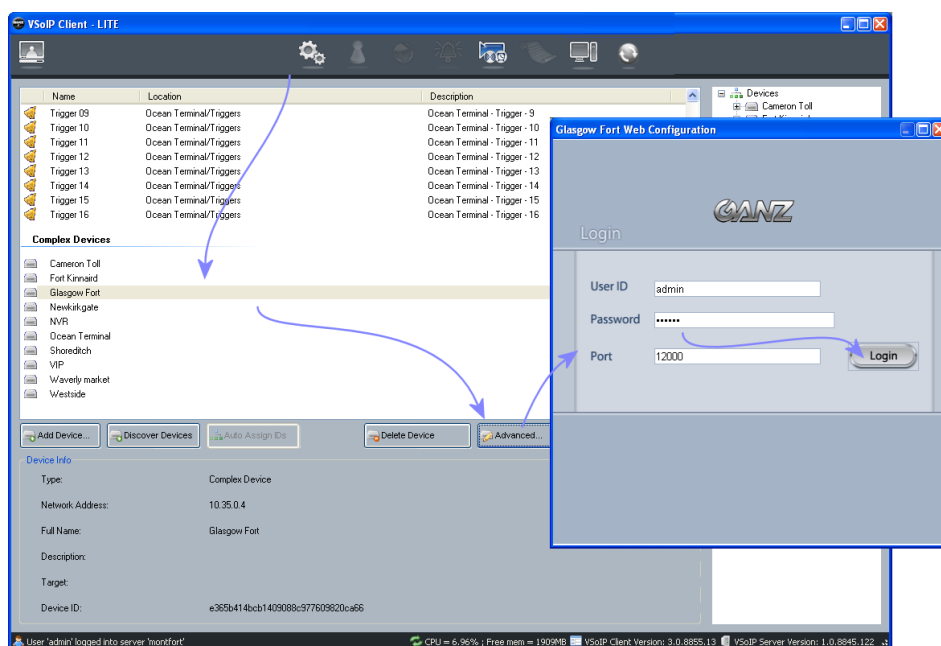 VSoIP Client - LITE
Name Location Description
Trigger 09 Ocean Terminal/Triggers Ocean Terminal - Trigger - 9
Trigger 10 Ocean Terminal/Triggers Ocean Terminal - Trigger - 10
Trigger 11 Ocean Terminal/Triggers Ocean Terminal - Trigger - 11
Trigger 12 Ocean Terminal/Triggers Ocean Terminal - Trigger - 12
Trigger 13 Ocean Terminal/Triggers Ocean Terminal - Trigger - 13
Trigger 14 Ocean Terminal/Triggers Ocean Terminal - Trigger - 14
Trigger 15 Ocean Terminal/Triggers Ocean Terminal - Trigger - 15
Trigger 16 Ocean Terminal/Triggers Ocean Terminal - Trigger - 16
Complex Devices
Cameron Toll
Fort Kinnaird
Glasgow Fort
Newkirkgate
NVR
Ocean Terminal
Shoreditch
VIP
Waverly market
Westside
Add Device... Discover Devices Auto Assign IDs Delete Device Advanced...
Device Info
Type: Complex Device
Network Address: 10.35.0.4
Full Name: Glasgow Fort
Description:
Target:
Device ID: e365b414bcb1409088c977609820ca66
Devices
Cameron Toll
Glasgow Fort Web Configuration
GANZ
Login
User ID admin
Password ••••••
Port 12000
Login
User 'admin' logged into server 'montfort' CPU = 6.96% ; Free mem = 1909MB VSoIP Client Version: 3.0.8855.13 VSoIP Server Version: 1.0.8845.122